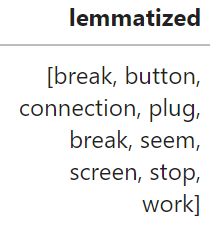 lemmatized
[break, button,
connection, plug,
break, seem,
screen, stop,
work]